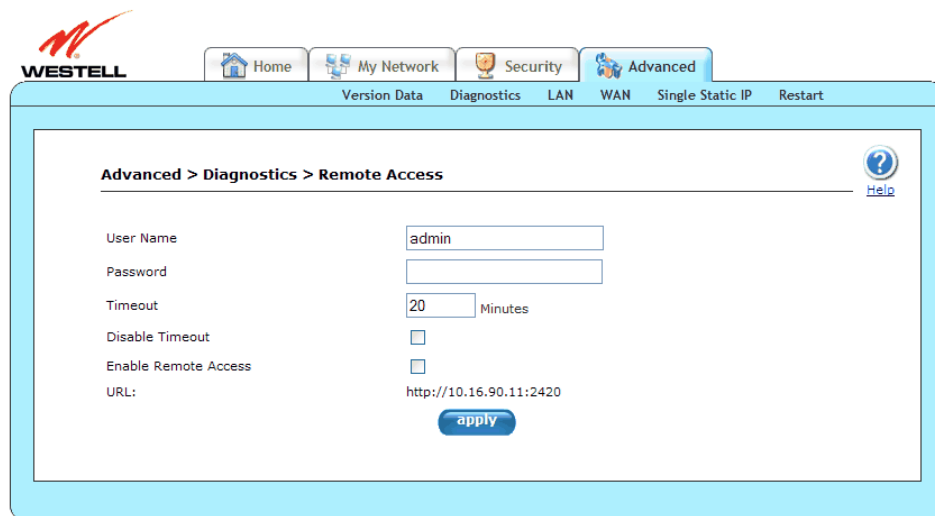 WESTELL
Home My Network Security Advanced
Version Data Diagnostics LAN WAN Single Static IP Restart
Advanced > Diagnostics > Remote Access
?
Help
User Name admin
Password
Timeout 20 Minutes
Disable Timeout
Enable Remote Access
URL: http://10.16.90.11:2420
apply